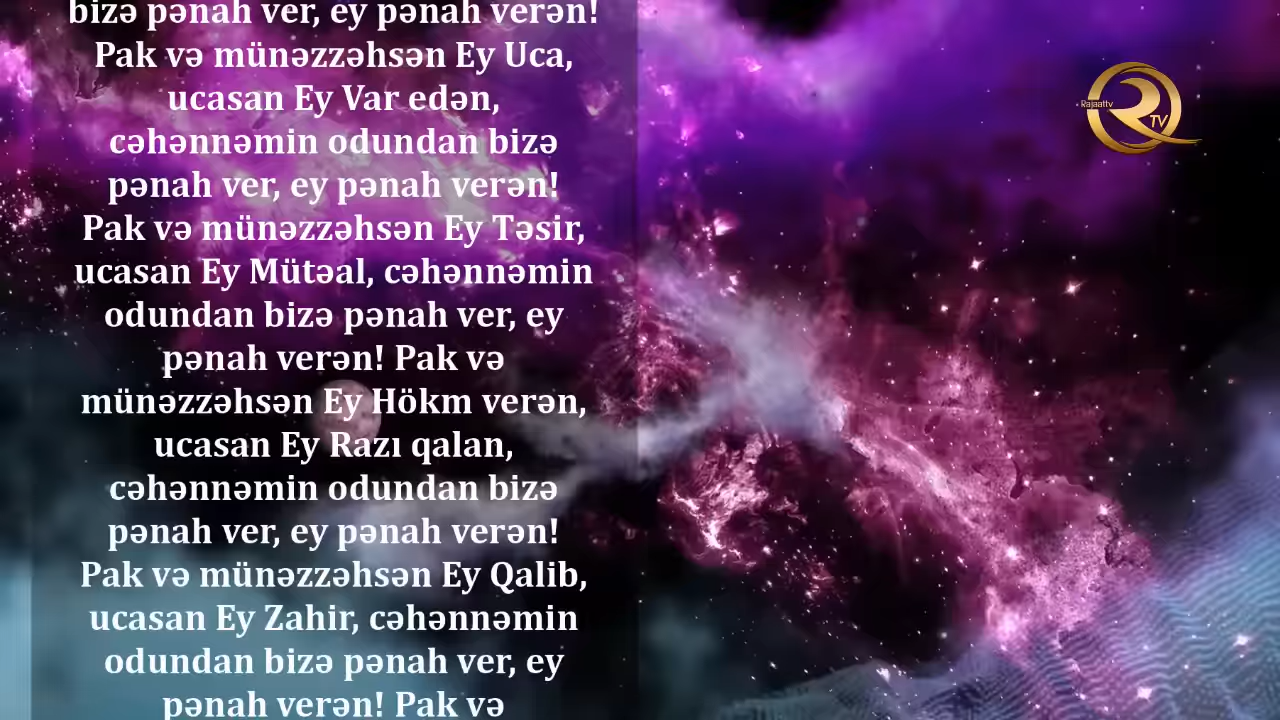 bizə pənah ver, ey pənah verən!
Pak və münəzzəhsən Ey Uca,
ucasan Ey Var edən,
cəhənnəmin odundan bizə
pənah ver, ey pənah verən!
Pak və münəzzəhsən Ey Təsir,
ucasan Ey Mütəal, cəhənnəmin
odundan bizə pənah ver, ey
pənah verən! Pak və
münəzzəhsən Ey Hökm verən,
ucasan Ey Razı qalan,
cəhənnəmin odundan bizə
pənah ver, ey pənah verən!
Pak və münəzzəhsən Ey Qalib,
ucasan Ey Zahir, cəhənnəmin
odundan bizə pənah ver, ey
pənah verən! Pak və
Rajaattv
TV